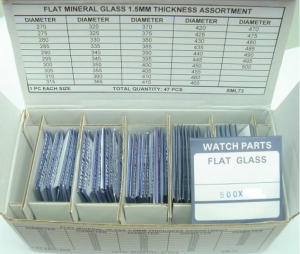 FLAT MINERAL GLASS 1.5MM THICKNESS ASSORTMENT
DIAMETER DIAMETER DIAMETER DIAMETER DIAMETER
270 320 370 420 470
275 325 375 425 475
280 330 380 430 480
285 335 385 435 485
290 340 390 440 490
295 345 395 445 495
300 350 400 450 500
305 355 405 455
310 360 410 460
315 365 415 465
1 PC EACH SIZE TOTAL QUANTITY: 47 PCS SML73
WATCH PARTS
FLAT GLASS
500X